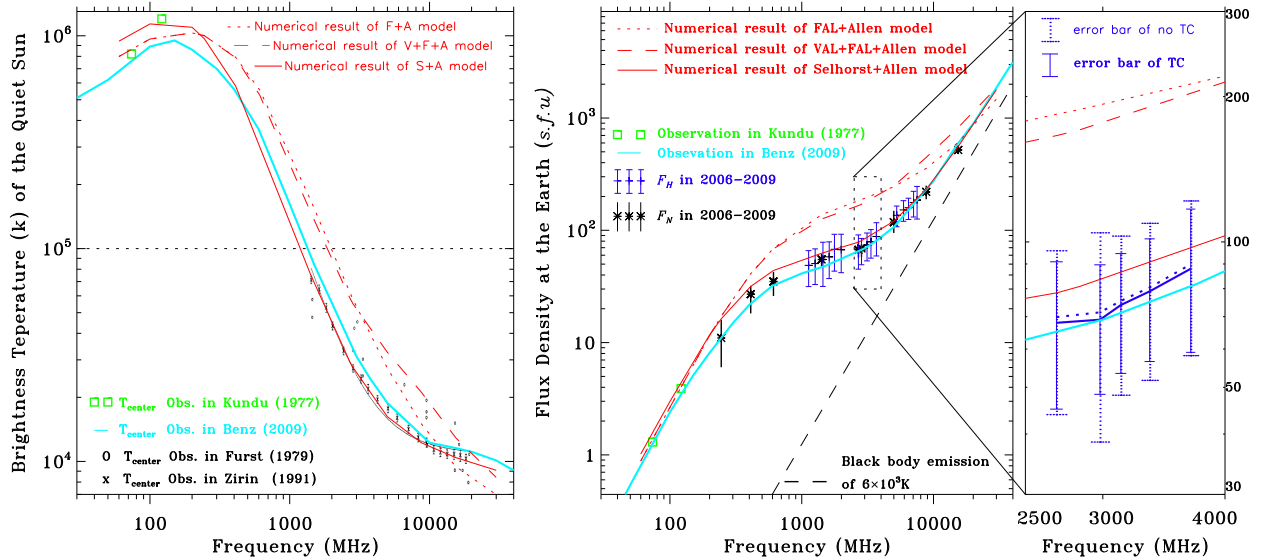 Brightness Teperature (k) of the Quiet Sun
10⁶
10⁵
10⁴
Numerical result of F+A model
Numerical result of V+F+A model
Numerical result of S+A model
T_center Obs. in Kundu (1977)
T_center Obs. in Benz (2009)
T_center Obs. in Furst (1979)
T_center Obs. in Zirin (1991)
100
1000
10000
Frequency (MHz)
Flux Density at the Earth (s.f.u)
10³
10²
10
1
Numerical result of FAL+Allen model
Numerical result of VAL+FAL+Allen model
Numerical result of Selhorst+Allen model
Observation in Kundu (1977)
Obsevation in Benz (2009)
F_H in 2006−2009
F_N in 2006−2009
Black body emission
of 6×10³K
100
1000
10000
Frequency (MHz)
error bar of no TC
error bar of TC
300
200
100
50
30
2500
3000
4000
Frequency (MHz)